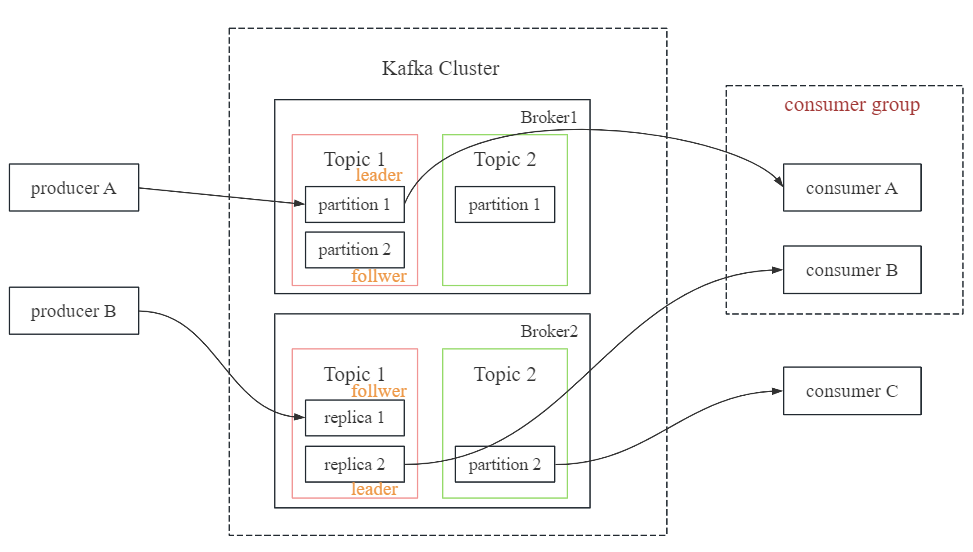 Kafka Cluster
consumer group
Broker1
Topic 1
leader
partition 1
partition 2
follwer
Topic 2
partition 1
producer A
producer B
consumer A
consumer B
consumer C
Broker2
Topic 1
follwer
replica 1
replica 2
leader
Topic 2
partition 2